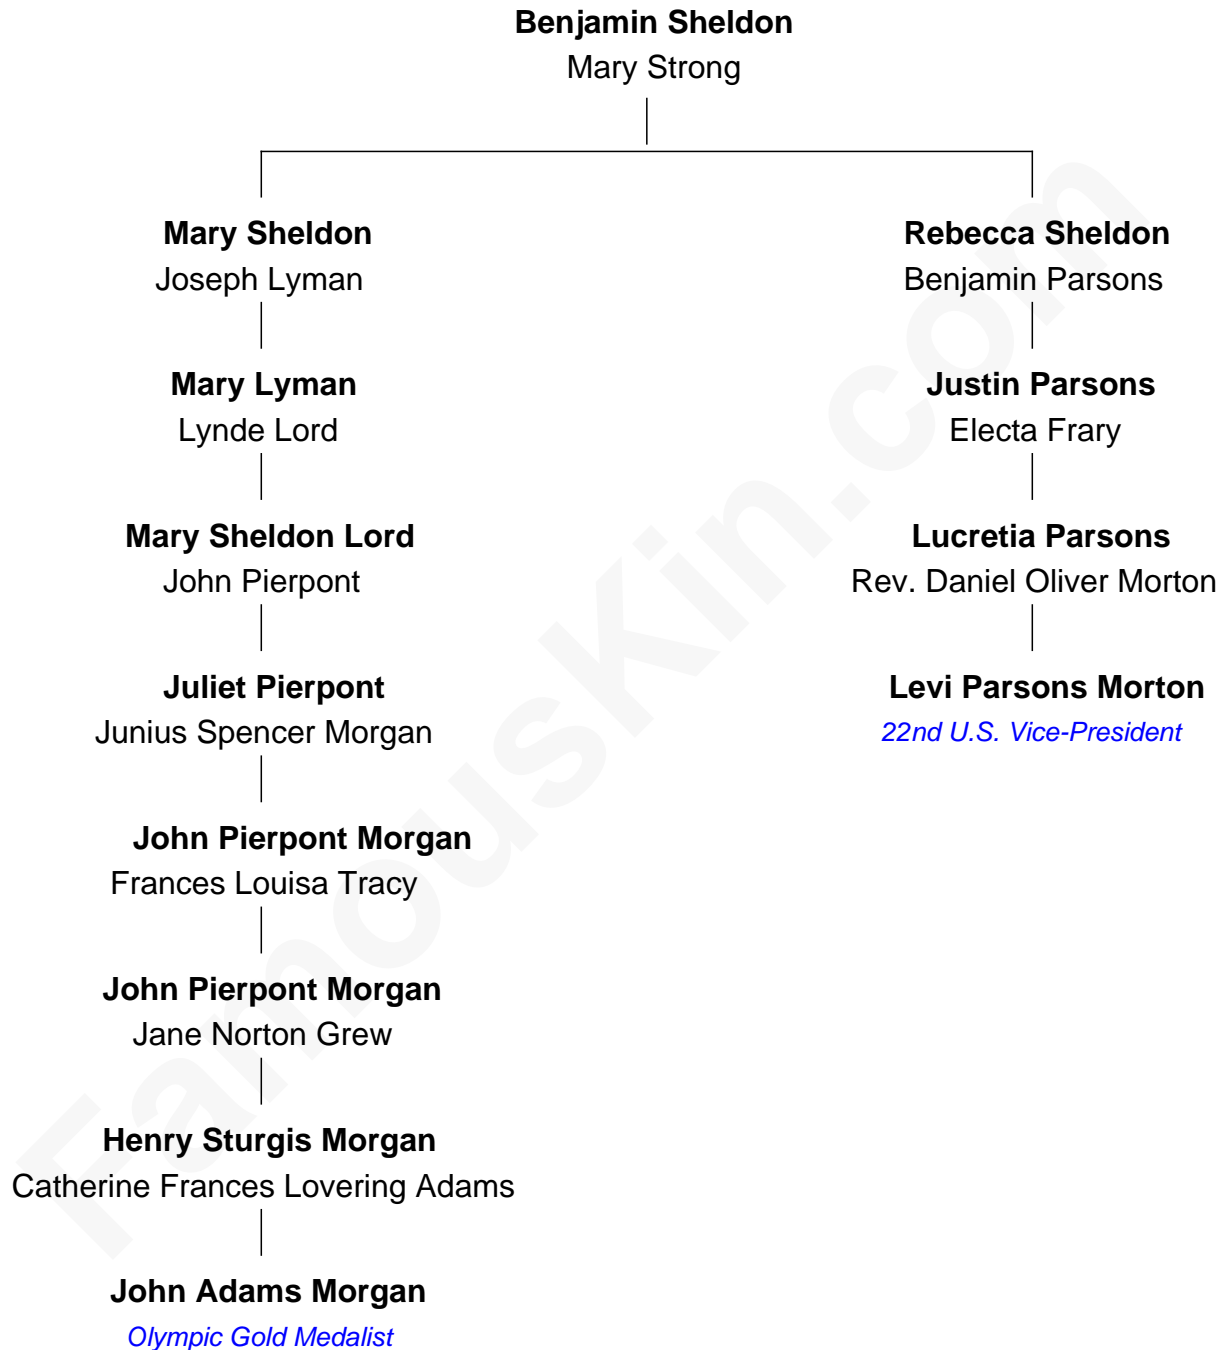 Benjamin Sheldon
Mary Strong
Mary Sheldon
Joseph Lyman
Rebecca Sheldon
Benjamin Parsons
Mary Lyman
Lynde Lord
Justin Parsons
Electa Frary
Mary Sheldon Lord
John Pierpont
Lucretia Parsons
Rev. Daniel Oliver Morton
Juliet Pierpont
Junius Spencer Morgan
Levi Parsons Morton
22nd U.S. Vice-President
John Pierpont Morgan
Frances Louisa Tracy
John Pierpont Morgan
Jane Norton Grew
Henry Sturgis Morgan
Catherine Frances Lovering Adams
John Adams Morgan
Olympic Gold Medalist
FamousKin.com